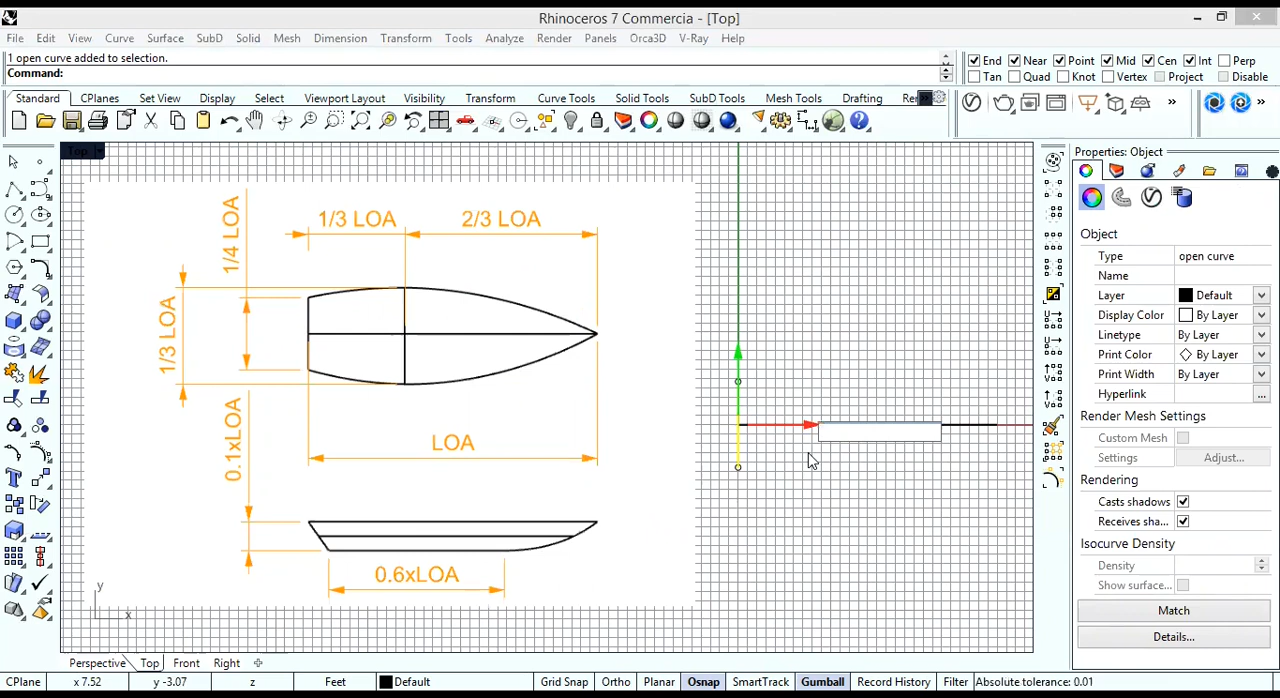 Rhinoceros 7 Commercia - [Top]
File Edit View Curve Surface SubD Solid Mesh Dimension Transform Tools Analyze Render Panels Orca3D V-Ray Help
1 open curve added to selection.
Command:
End Near Point Mid Cen Int Perp
Tan Quad Knot Vertex Project Disable
Standard CPlanes Set View Display Select Viewport Layout Visibility Transform Curve Tools Solid Tools SubD Tools Mesh Tools Drafting Re
Top
Properties: Object
1/3 LOA 2/3 LOA
1/4 LOA
1/3 LOA
LOA
0.1xLOA
0.6xLOA
y
x
Object
Type open curve
Name
Layer Default
Display Color By Layer
Linetype By Layer
Print Color By Layer
Print Width By Layer
Hyperlink ...
Render Mesh Settings
Custom Mesh
Settings Adjust...
Rendering
Casts shadows
Receives sha...
Isocurve Density
Density
Show surface...
Match
Details...
Perspective Top Front Right
CPlane x 7.52 y -3.07 z Feet Default Grid Snap Ortho Planar Osnap SmartTrack Gumball Record History Filter Absolute tolerance: 0.01